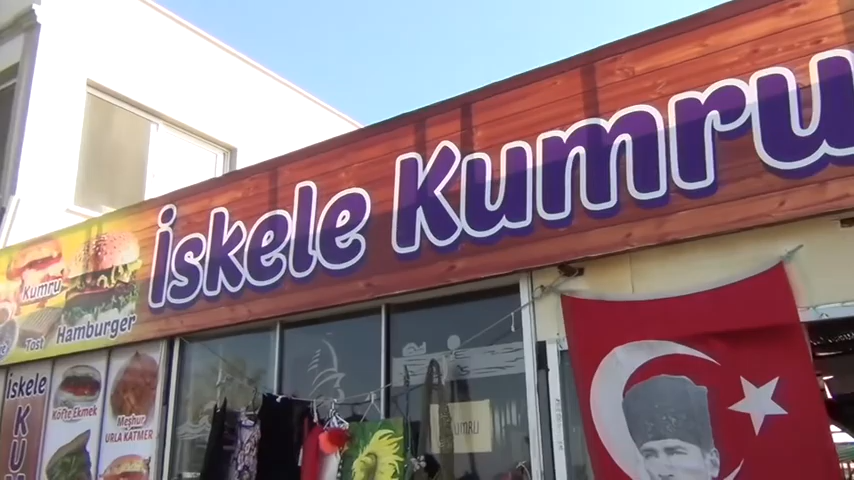 İskele Kumru
Kumru
Hamburger
Tost
İSKELE
KU
Köfte Ekmek
Meşhur
URLA KATMER
KUMRU